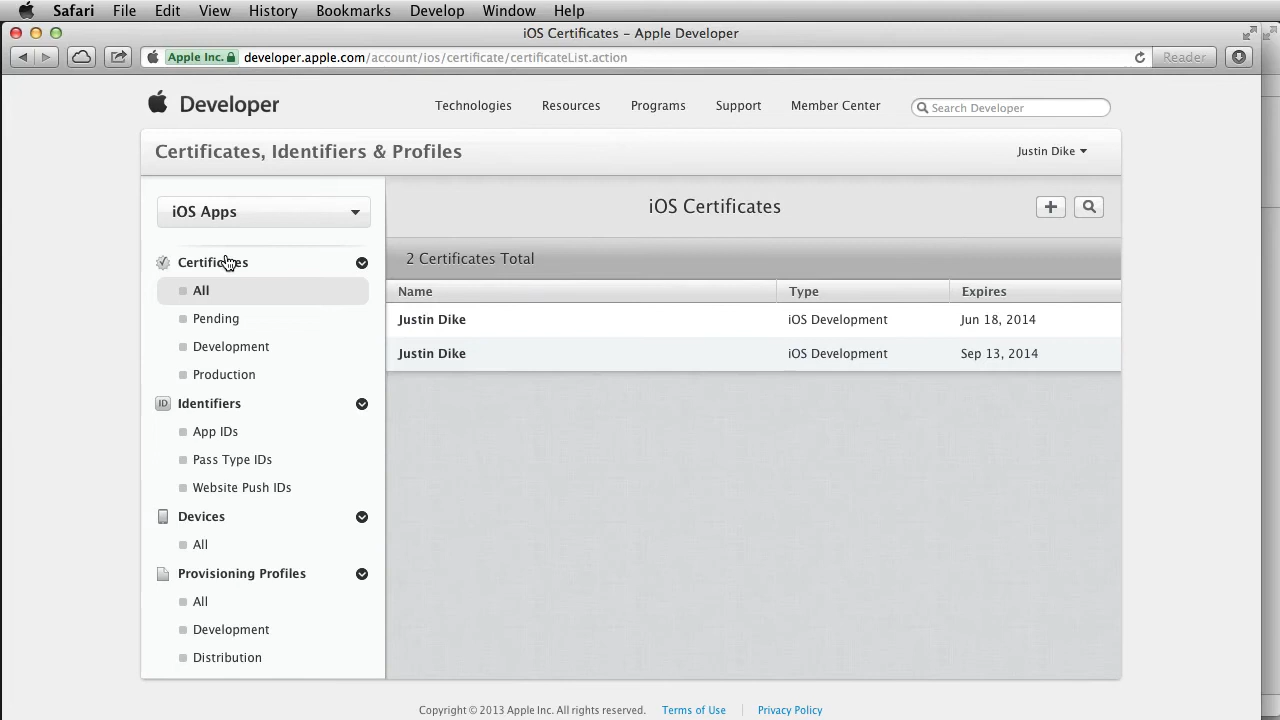 Safari File Edit View History Bookmarks Develop Window Help
iOS Certificates – Apple Developer
Apple Inc. developer.apple.com/account/ios/certificate/certificateList.action Reader
Developer Technologies Resources Programs Support Member Center Search Developer
Certificates, Identifiers & Profiles Justin Dike
iOS Apps iOS Certificates
Certificates 2 Certificates Total
All Name Type Expires
Pending Justin Dike iOS Development Jun 18, 2014
Development Justin Dike iOS Development Sep 13, 2014
Production
ID Identifiers
App IDs
Pass Type IDs
Website Push IDs
Devices
All
Provisioning Profiles
All
Development
Distribution
Copyright © 2013 Apple Inc. All rights reserved. Terms of Use Privacy Policy